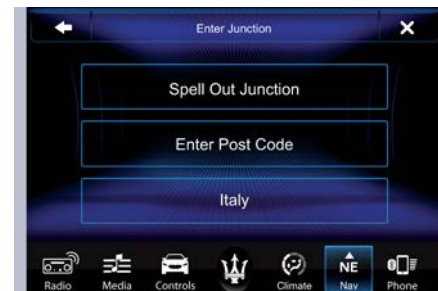 Enter Junction
Spell Out Junction
Enter Post Code
Italy
NE
Radio Media Controls Climate Nav Phone